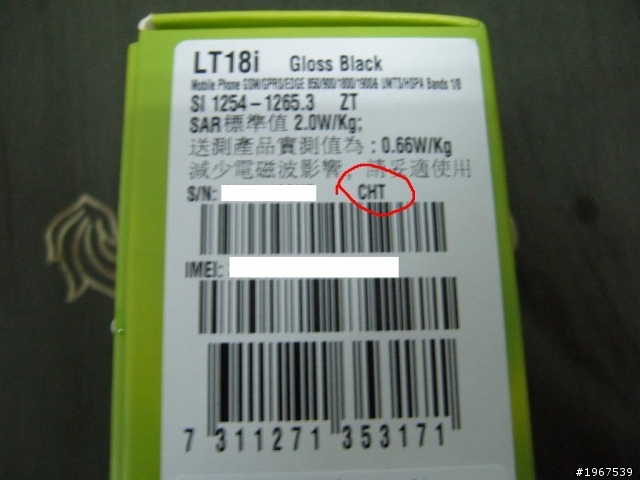 LT18i Gloss Black
Mobile Phone GSM/GPRS/EDGE 850/900/1800/1900& UMTS/HSPA Bands 1/8
SI 1254-1265.3 ZT
SAR標準值 2.0W/Kg;
送測產品實測值為 : 0.66W/Kg
減少電磁波影響，請妥適使用
S/N: CHT
IMEI:
7 311271 353171
#1967539